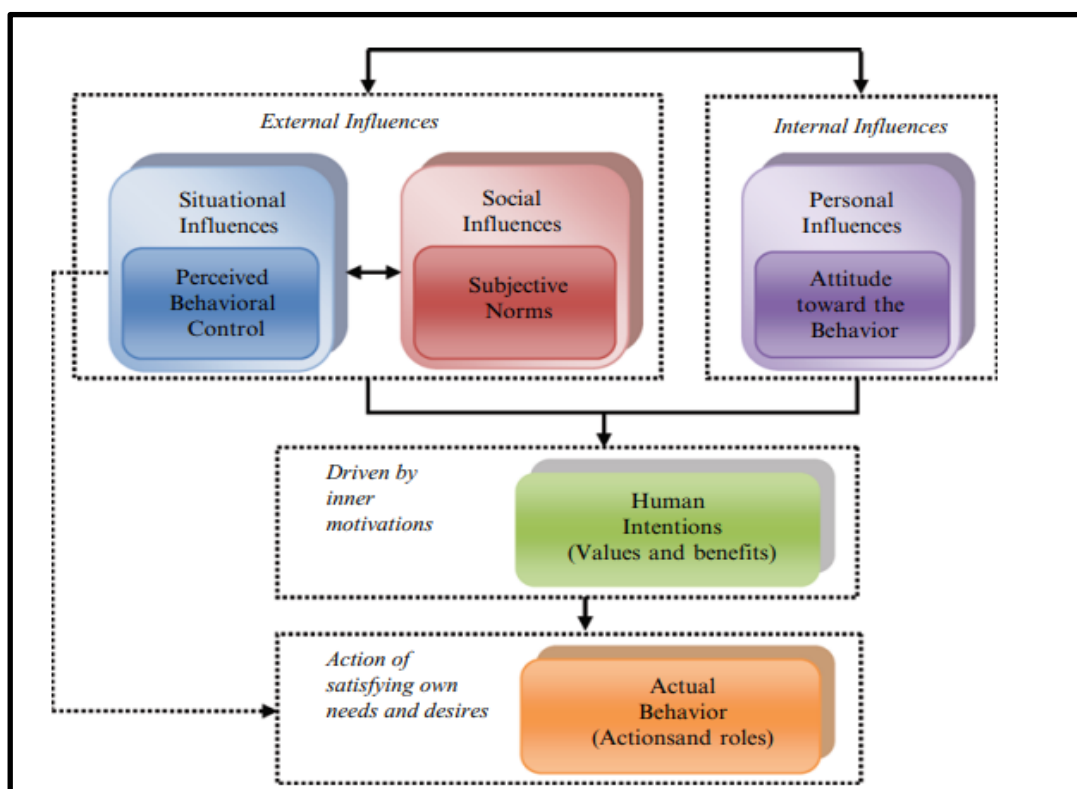 External Influences
Internal Influences
Situational
Influences
Perceived
Behavioral
Control
Social
Influences
Subjective
Norms
Personal
Influences
Attitude
toward the
Behavior
Driven by
inner
motivations
Human
Intentions
(Values and benefits)
Action of
satisfying own
needs and desires
Actual
Behavior
(Actionsand roles)